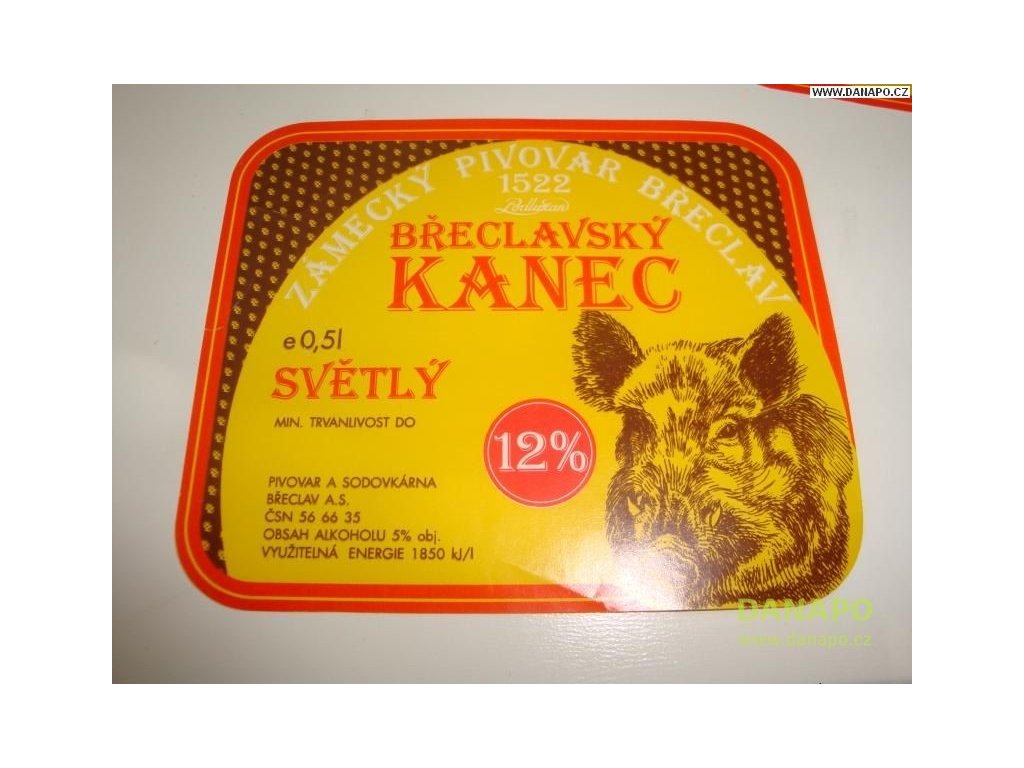 WWW.DANAPO.CZ
ZÁMECKÝ PIVOVAR BŘECLAV
1522
Podlužan
BŘECLAVSKÝ
KANEC
e 0,5l
SVĚTLÝ
MIN. TRVANLIVOST DO
12%
PIVOVAR A SODOVKÁRNA
BŘECLAV A.S.
ČSN 56 66 35
OBSAH ALKOHOLU 5% obj.
VYUŽITELNÁ ENERGIE 1850 kJ/l
DANAPO
www.danapo.cz